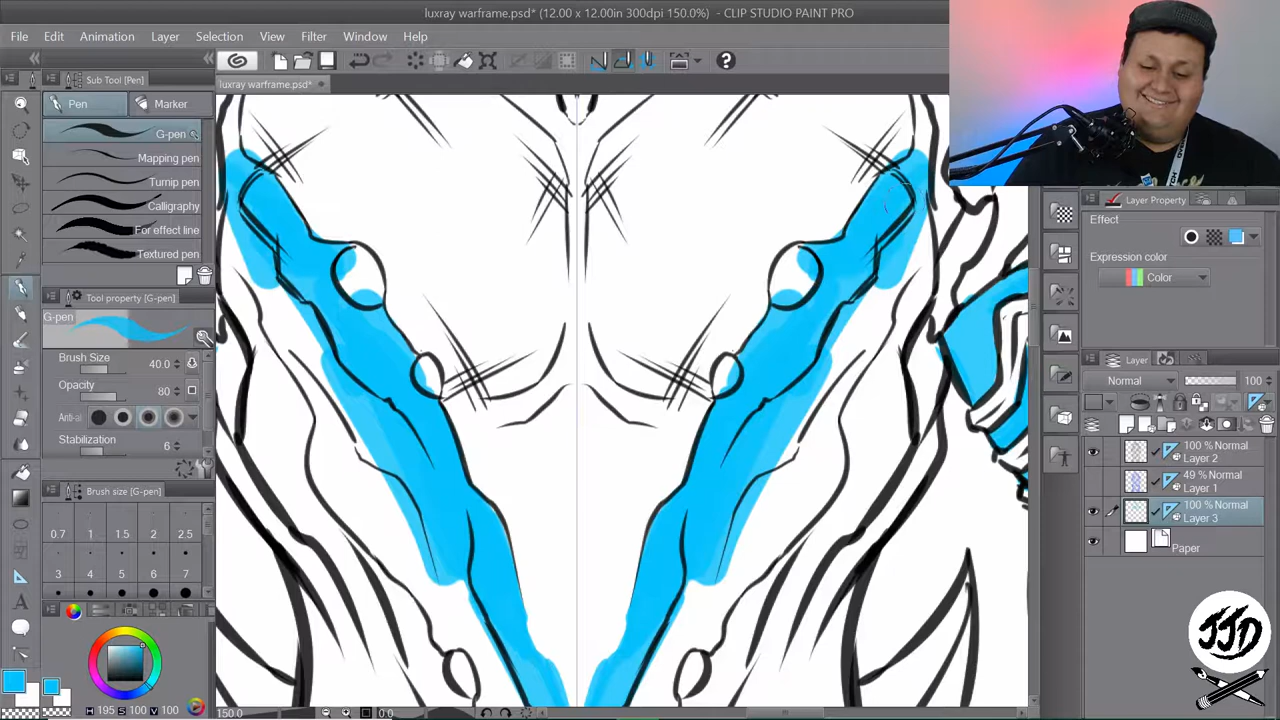 luxray warframe.psd* (12.00 x 12.00in 300dpi 150.0%) - CLIP STUDIO PAINT PRO
File Edit Animation Layer Selection View Filter Window Help
luxray warframe.psd*
Sub Tool [Pen]
Pen Marker
G-pen
Mapping pen
Turnip pen
Calligraphy
For effect line
Textured pen
Tool property [G-pen]
G-pen
Brush Size 40.0
Opacity 80
Anti-al
Stabilization 6
Brush size [G-pen]
0.7 1 1.5 2 2.5
3 4 5 6 7
H 195 S 100 V 100
150.0 0.0
Layer Property
Effect
Expression color
Color
Layer
Normal 100
100 % Normal
Layer 2
49 % Normal
Layer 1
100 % Normal
Layer 3
Paper
JJD